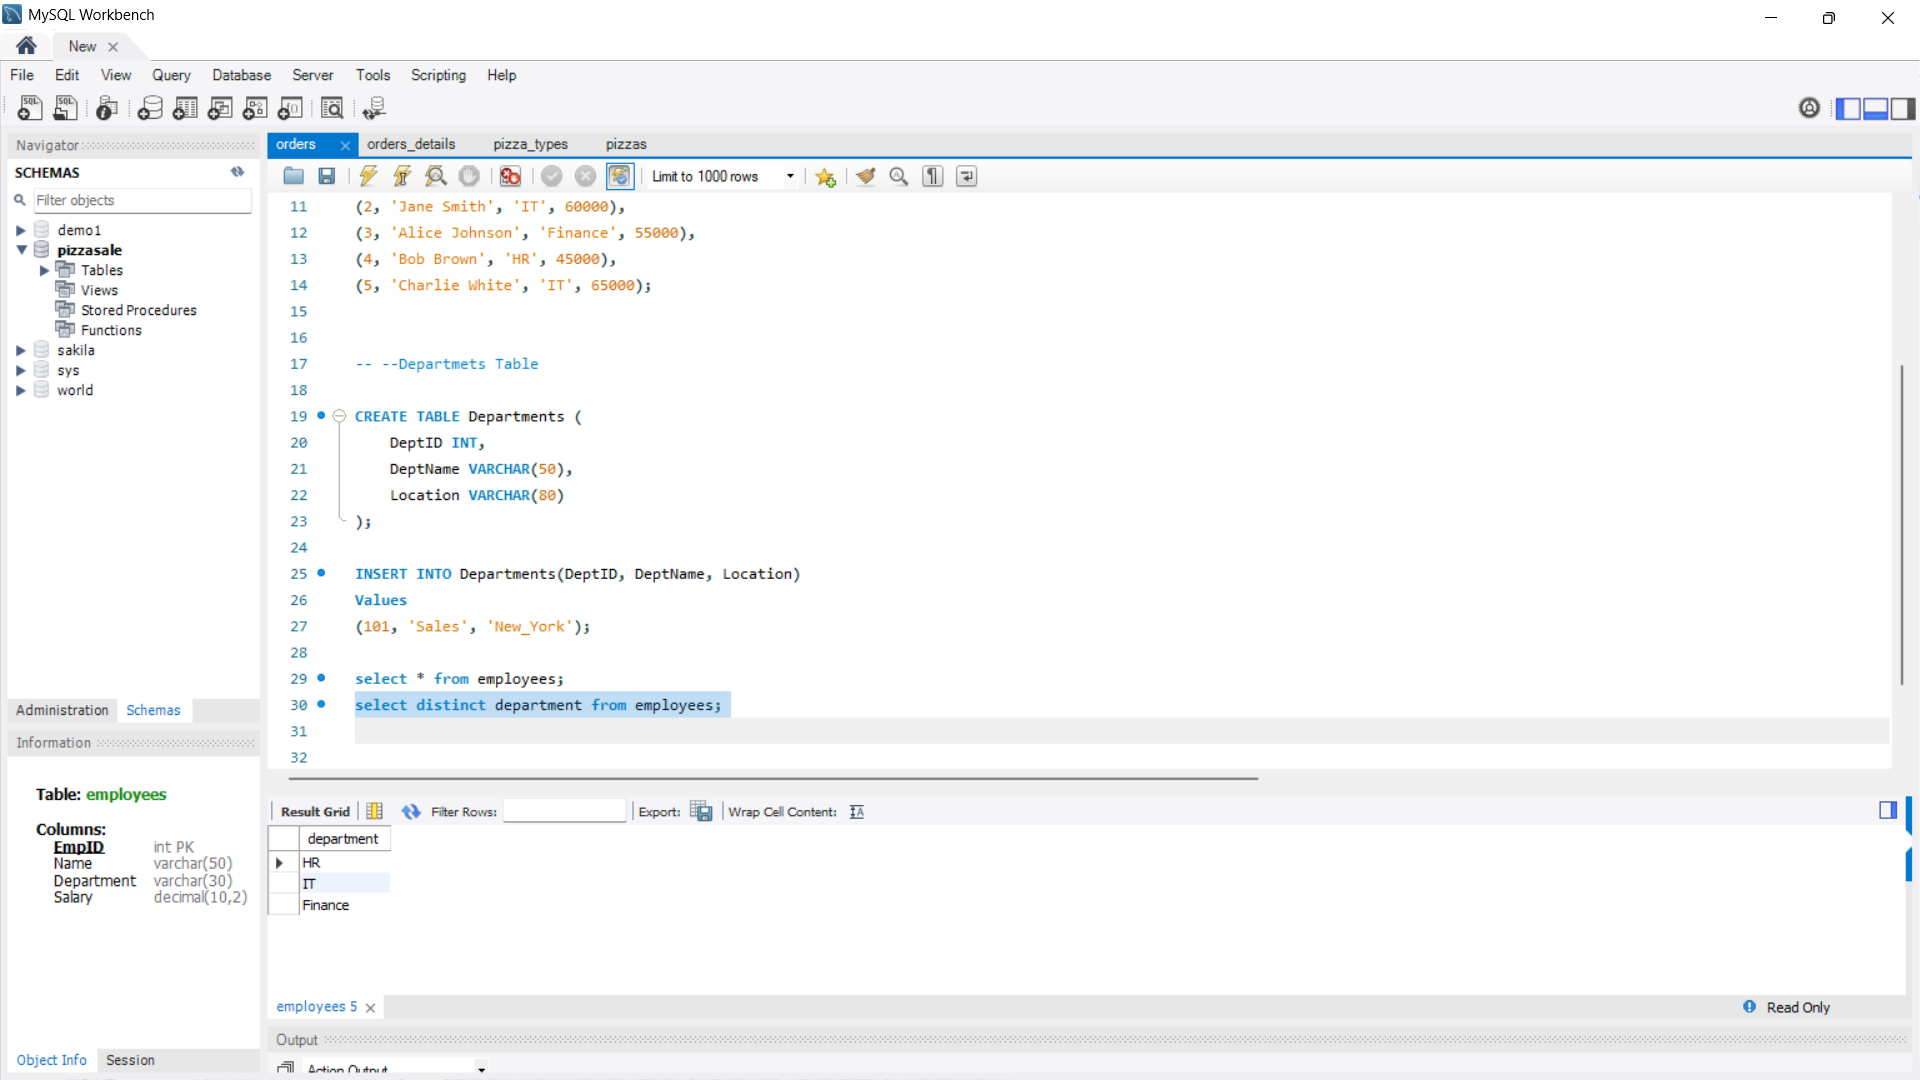 MySQL Workbench
New
File Edit View Query Database Server Tools Scripting Help
Navigator
SCHEMAS
Filter objects
demo1
pizzasale
Tables
Views
Stored Procedures
Functions
sakila
sys
world
Administration Schemas
Information
Table: employees
Columns:
EmpID int PK
Name varchar(50)
Department varchar(30)
Salary decimal(10,2)
Object Info Session
orders orders_details pizza_types pizzas
Limit to 1000 rows
11 (2, 'Jane Smith', 'IT', 60000),
12 (3, 'Alice Johnson', 'Finance', 55000),
13 (4, 'Bob Brown', 'HR', 45000),
14 (5, 'Charlie White', 'IT', 65000);
15
16
17 -- --Departmets Table
18
19 CREATE TABLE Departments (
20 DeptID INT,
21 DeptName VARCHAR(50),
22 Location VARCHAR(80)
23 );
24
25 INSERT INTO Departments(DeptID, DeptName, Location)
26 Values
27 (101, 'Sales', 'New_York');
28
29 select * from employees;
30 select distinct department from employees;
31
32
Result Grid Filter Rows: Export: Wrap Cell Content:
department
HR
IT
Finance
employees 5
Read Only
Output
Action Output